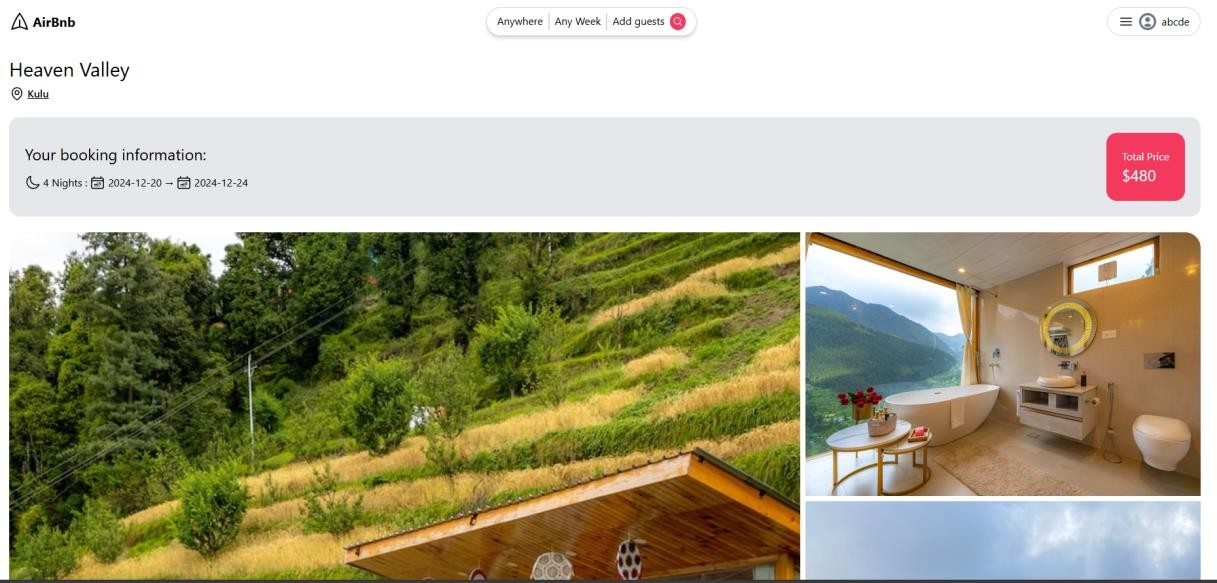 AirBnb
Anywhere Any Week Add guests
abcde
Heaven Valley
Kulu
Your booking information:
4 Nights : 2024-12-20 → 2024-12-24
Total Price
$480